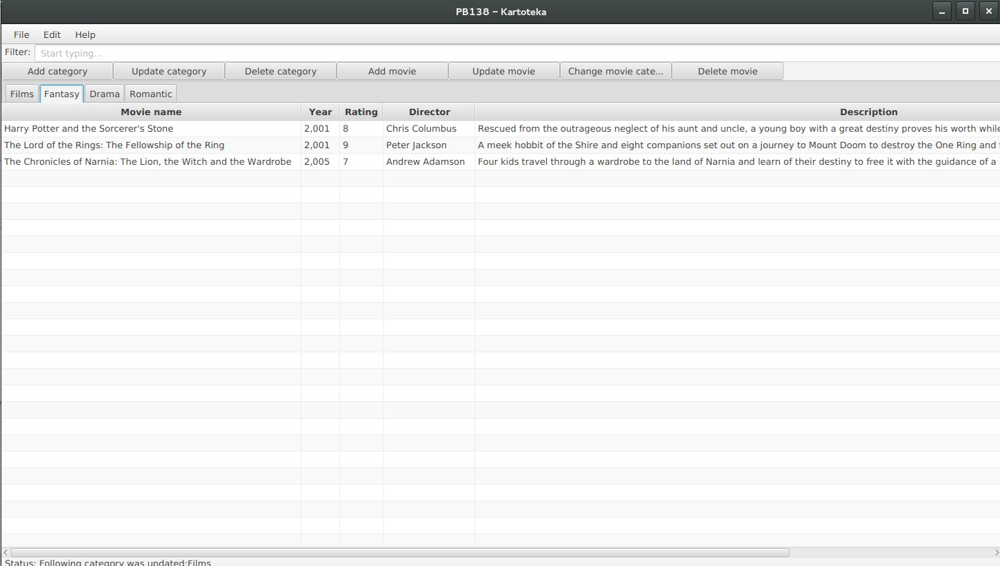 PB138 – Kartoteka
File Edit Help
Filter: Start typing...
Add category Update category Delete category Add movie Update movie Change movie cate... Delete movie
Films Fantasy Drama Romantic
Movie name Year Rating Director Description
Harry Potter and the Sorcerer's Stone 2,001 8 Chris Columbus Rescued from the outrageous neglect of his aunt and uncle, a young boy with a great destiny proves his worth while
The Lord of the Rings: The Fellowship of the Ring 2,001 9 Peter Jackson A meek hobbit of the Shire and eight companions set out on a journey to Mount Doom to destroy the One Ring and
The Chronicles of Narnia: The Lion, the Witch and the Wardrobe 2,005 7 Andrew Adamson Four kids travel through a wardrobe to the land of Narnia and learn of their destiny to free it with the guidance of a
Status: Following category was updated:Films